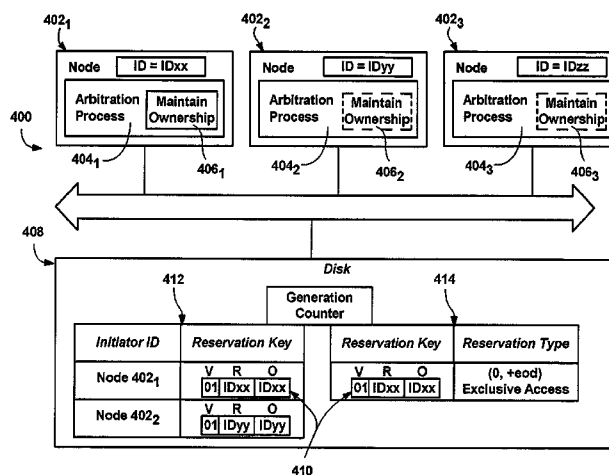 402₁
402₂
402₃
Node ID = IDxx
Node ID = IDyy
Node ID = IDzz
Arbitration Process
Maintain Ownership
Arbitration Process
Maintain Ownership
Arbitration Process
Maintain Ownership
400
404₁ 406₁
404₂ 406₂
404₃ 406₃
408
Disk
412
414
Generation Counter
Initiator ID Reservation Key
Reservation Key Reservation Type
Node 402₁
V R O
01 IDxx IDxx
V R O
01 IDxx IDxx
(0, +eod)
Exclusive Access
Node 402₂
V R O
01 IDyy IDyy
410